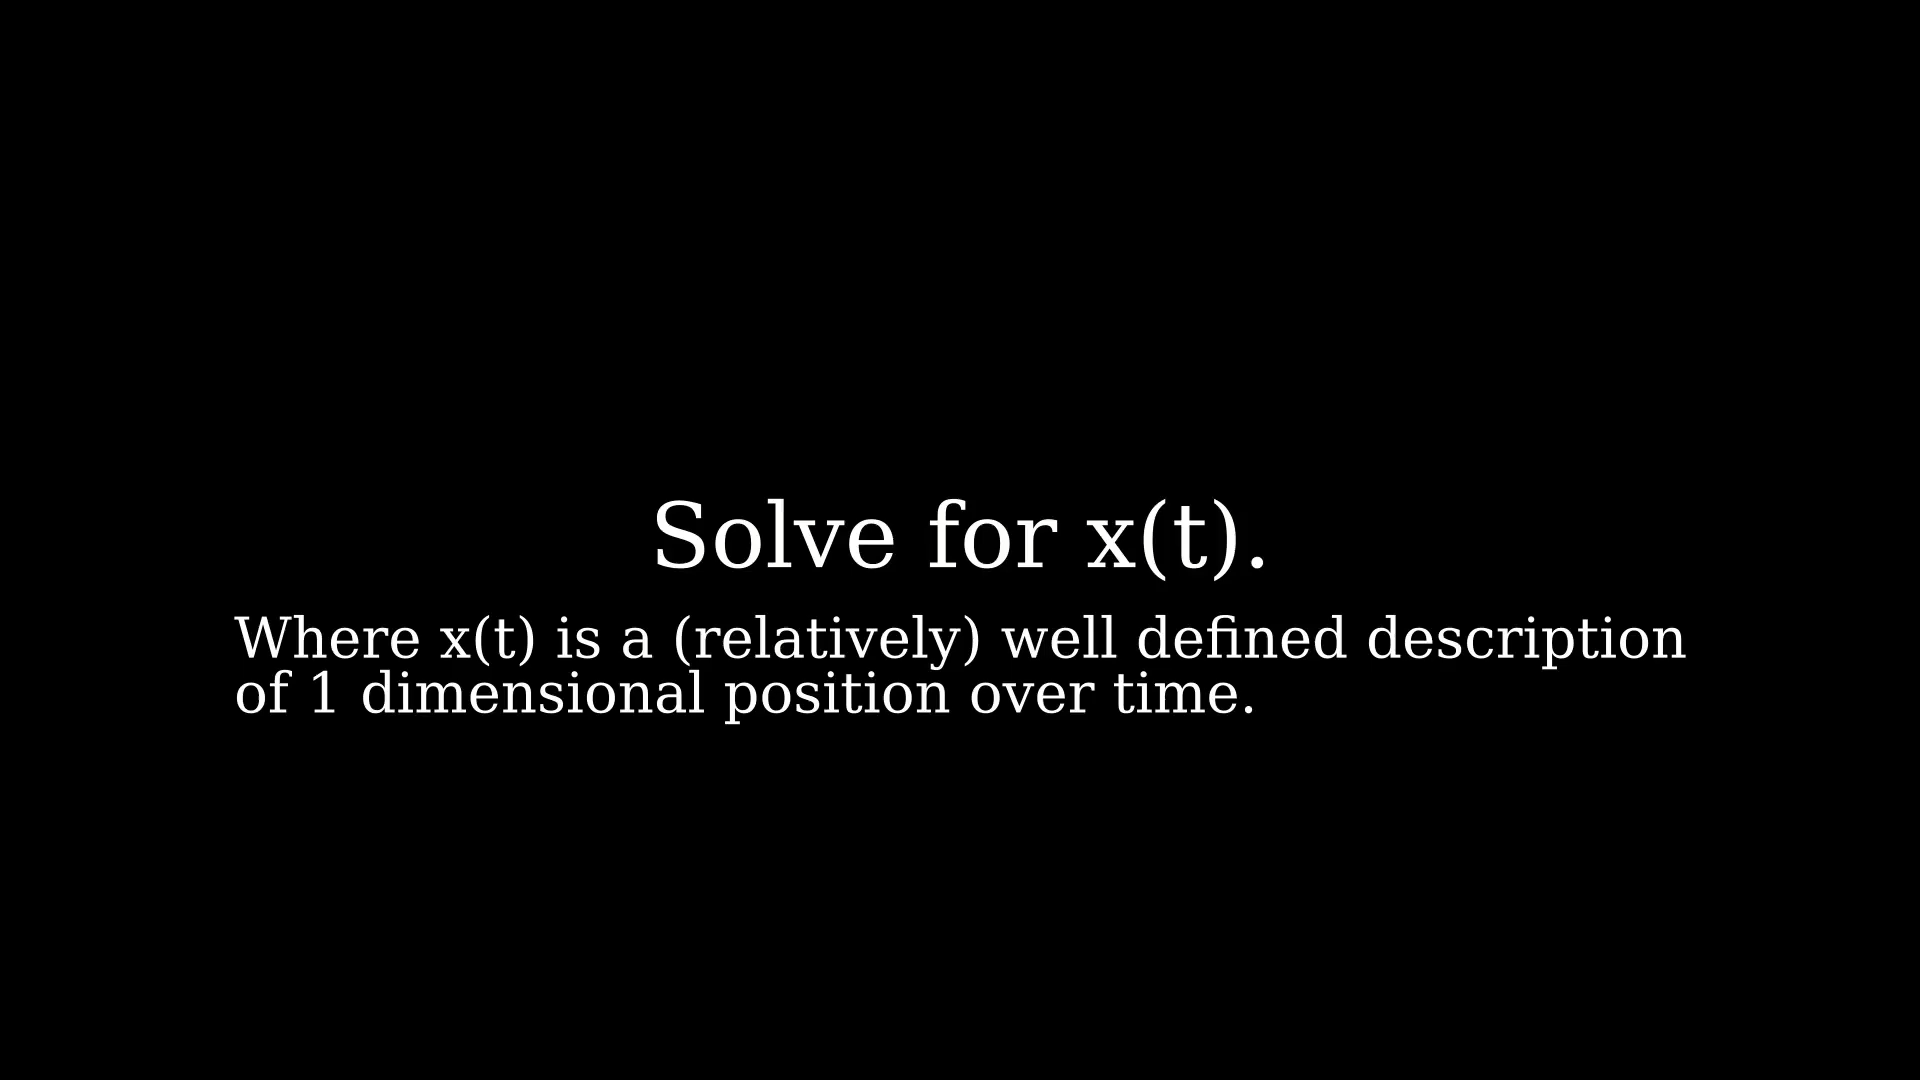 Solve for x(t).
Where x(t) is a (relatively) well defined description
of 1 dimensional position over time.